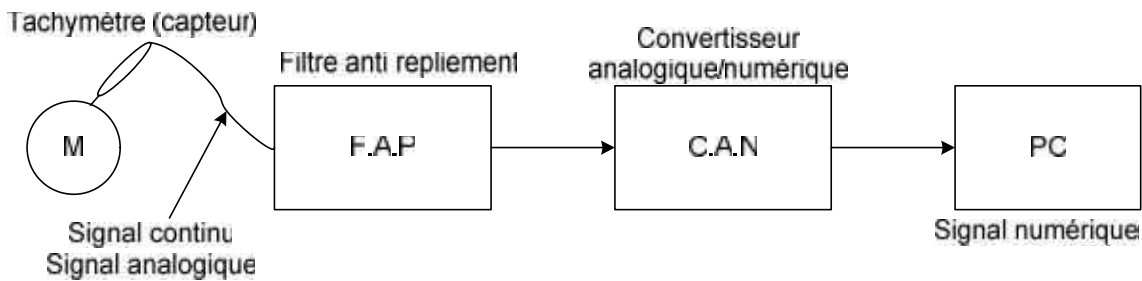 Tachymètre (capteur)
Filtre anti repliement
Convertisseur
analogique/numérique
M
F.A.P
C.A.N
PC
Signal continu
Signal analogique
Signal numérique